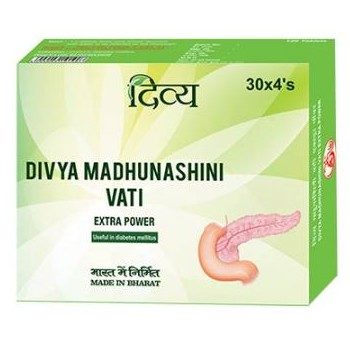 दिव्य
30x4's
DIVYA MADHUNASHINI
VATI
EXTRA POWER
Useful in diabetes mellitus
भारत में निर्मित
MADE IN BHARAT